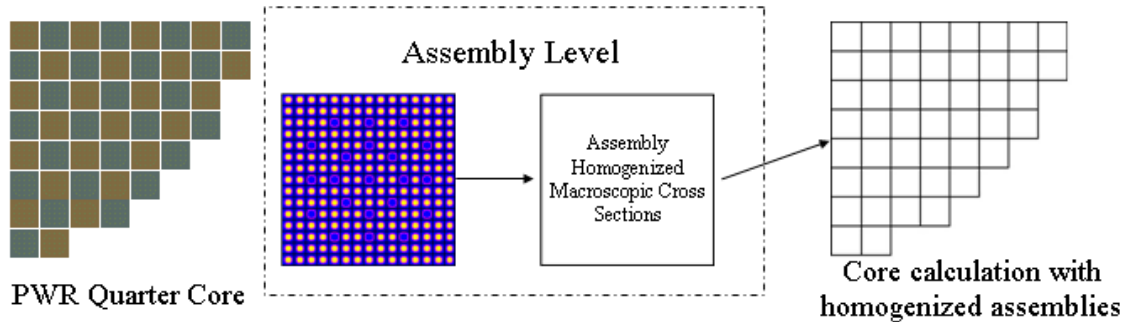 Assembly Level
Assembly
Homogenized
Macroscopic Cross
Sections
PWR Quarter Core
Core calculation with
homogenized assemblies